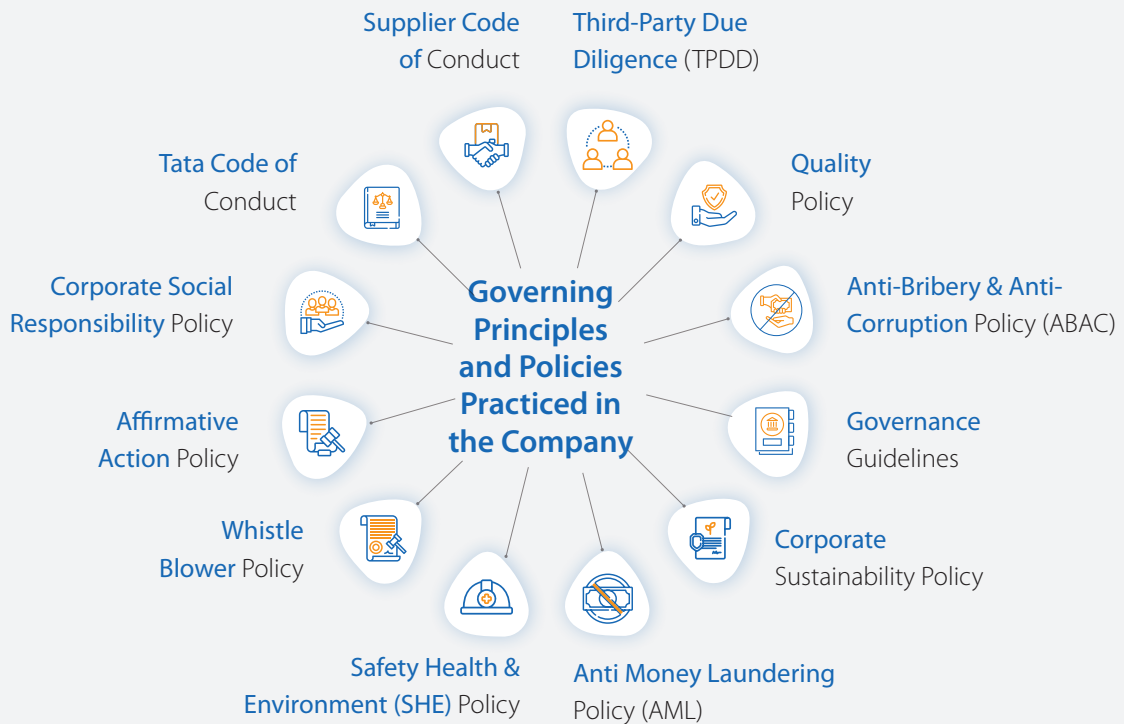 Supplier Code
of Conduct
Third-Party Due
Diligence (TPDD)
Tata Code of
Conduct
Quality
Policy
Corporate Social
Responsibility Policy
Governing
Principles
and Policies
Practiced in
the Company
Anti-Bribery & Anti-
Corruption Policy (ABAC)
Affirmative
Action Policy
Governance
Guidelines
Whistle
Blower Policy
Corporate
Sustainability Policy
Safety Health &
Environment (SHE) Policy
Anti Money Laundering
Policy (AML)